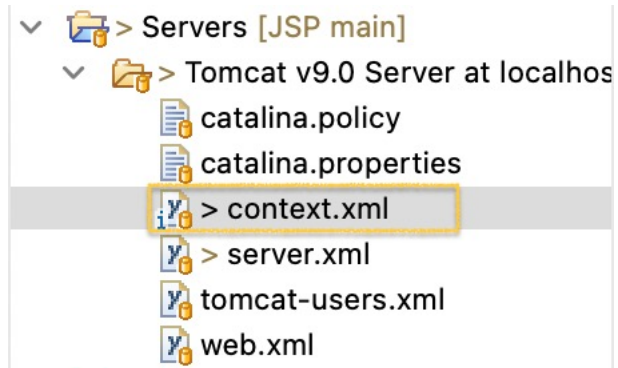 > Servers [JSP main]
> Tomcat v9.0 Server at localhos
catalina.policy
catalina.properties
> context.xml
> server.xml
tomcat-users.xml
web.xml